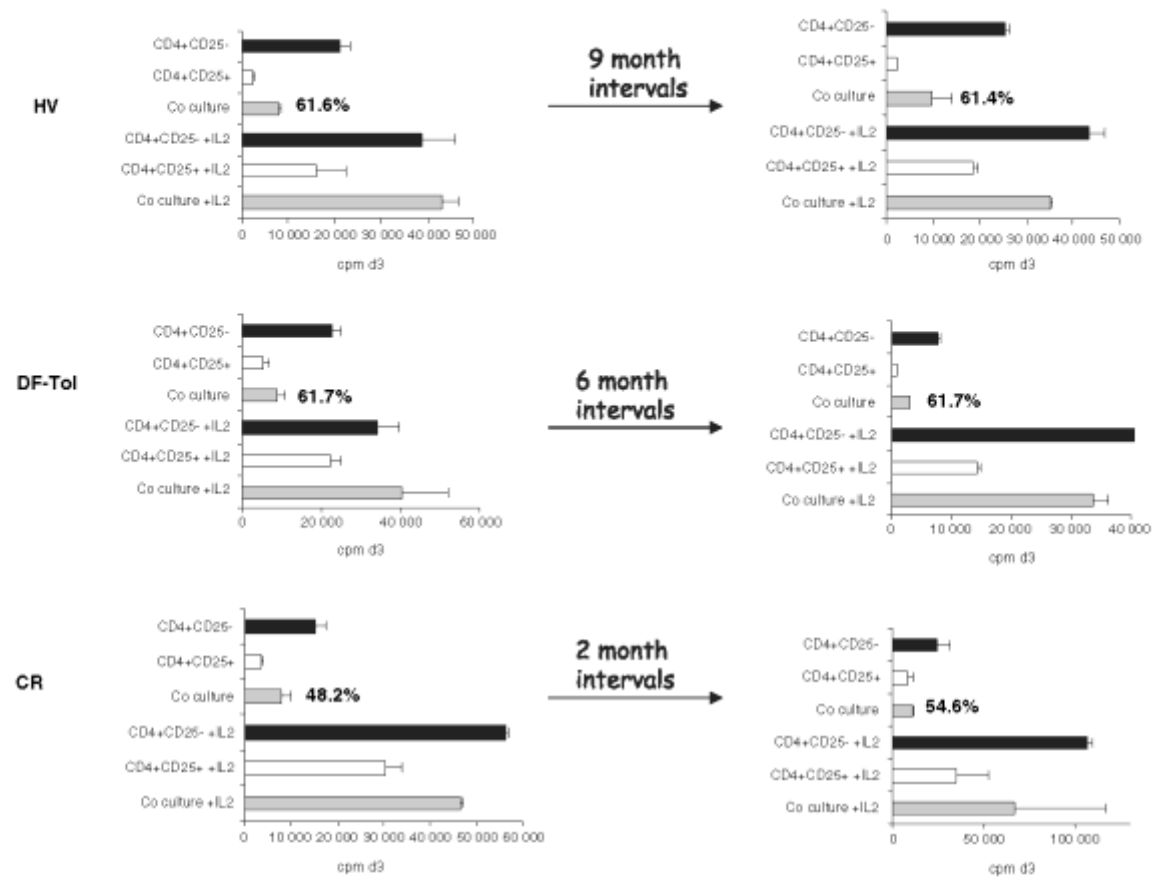 HV
CD4+CD25-
CD4+CD25+
Co culture 61.6%
CD4+CD25- +IL2
CD4+CD25+ +IL2
Co culture +IL2
0 10 000 20 000 30 000 40 000 50 000
cpm d3
9 month
intervals
CD4+CD25-
CD4+CD25+
Co culture 61.4%
CD4+CD25- +IL2
CD4+CD25+ +IL2
Co culture +IL2
0 10 000 20 000 30 000 40 000 50 000
cpm d3
DF-Tol
CD4+CD25-
CD4+CD25+
Co culture 61.7%
CD4+CD25- +IL2
CD4+CD25+ +IL2
Co culture +IL2
0 20 000 40 000 60 000
cpm d3
6 month
intervals
CD4+CD25-
CD4+CD25+
Co culture 61.7%
CD4+CD25- +IL2
CD4+CD25+ +IL2
Co culture +IL2
0 10 000 20 000 30 000 40 000
cpm d3
CR
CD4+CD25-
CD4+CD25+
Co culture 48.2%
CD4+CD25- +IL2
CD4+CD25+ +IL2
Co culture +IL2
0 10 000 20 000 30 000 40 000 50 000 60 000
cpm d3
2 month
intervals
CD4+CD25-
CD4+CD25+
Co culture 54.6%
CD4+CD25- +IL2
CD4+CD25+ +IL2
Co culture +IL2
0 50 000 100 000
cpm d3